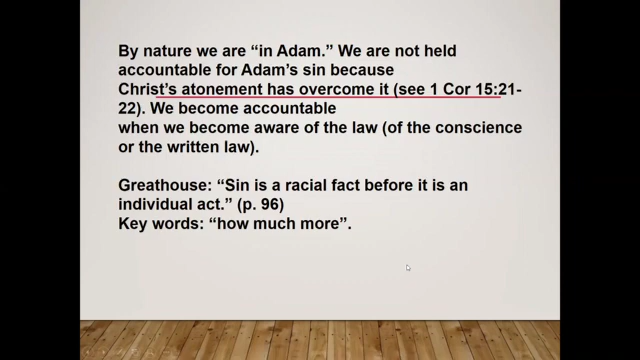 By nature we are “in Adam.” We are not held
accountable for Adam’s sin because
Christ’s atonement has overcome it (see 1 Cor 15:21-
22). We become accountable
when we become aware of the law (of the conscience
or the written law).
Greathouse: “Sin is a racial fact before it is an
individual act.” (p. 96)
Key words: “how much more”.